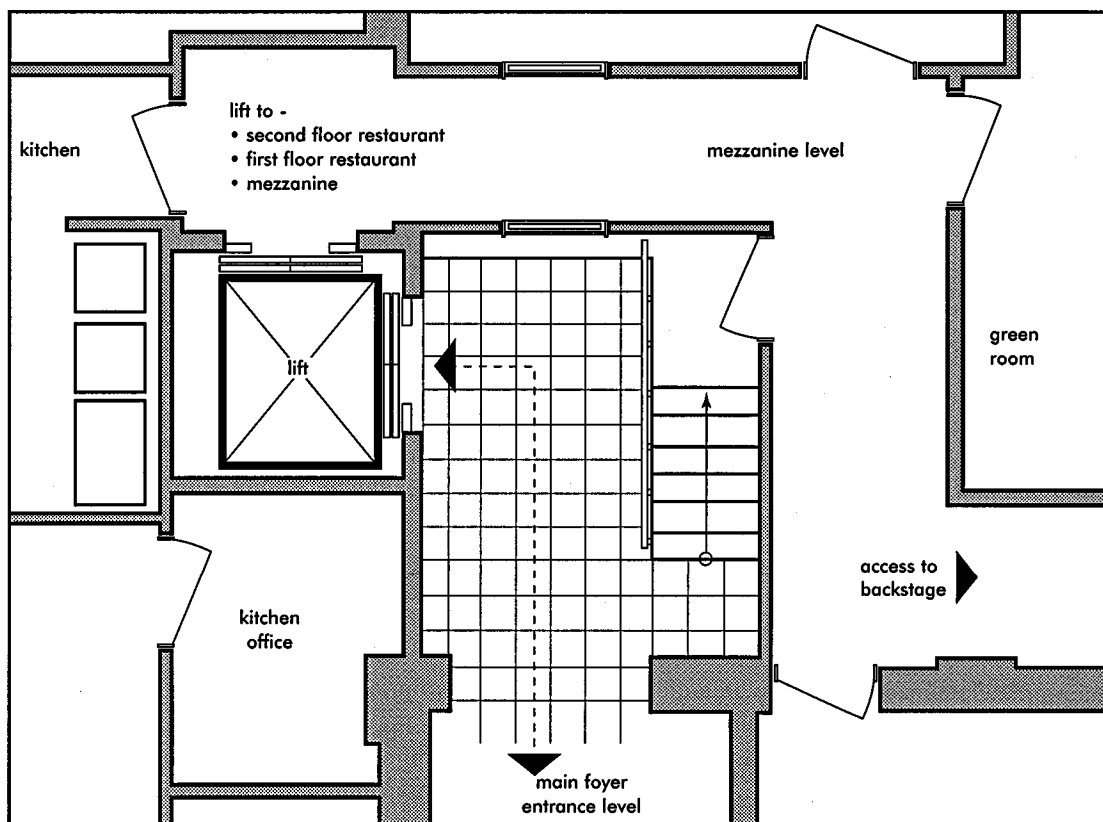 lift to -
• second floor restaurant
• first floor restaurant
• mezzanine
kitchen
mezzanine level
lift
green
room
access to
backstage
kitchen
office
main foyer
entrance level